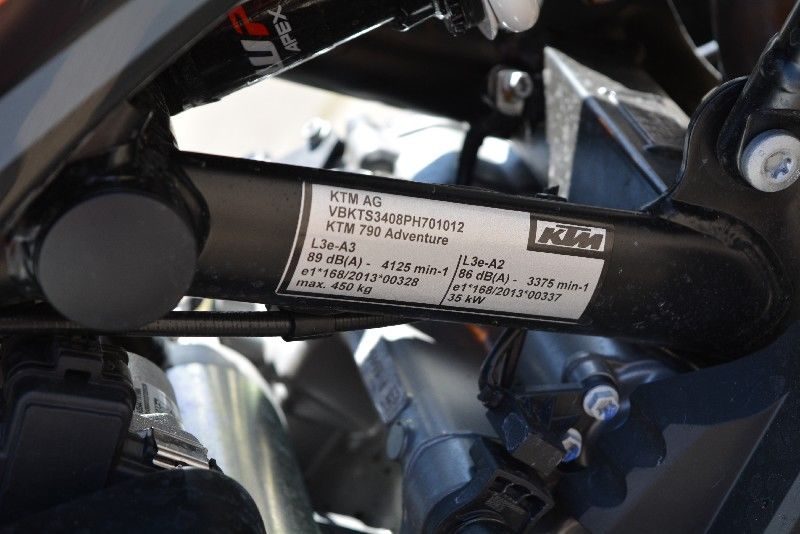 APEX
KTM AG
VBKTS3408PH701012
KTM 790 Adventure
KTM
L3e-A3
89 dB(A) - 4125 min-1
e1*168/2013*00328
max. 450 kg
L3e-A2
86 dB(A) - 3375 min-1
e1*168/2013*00337
35 kW